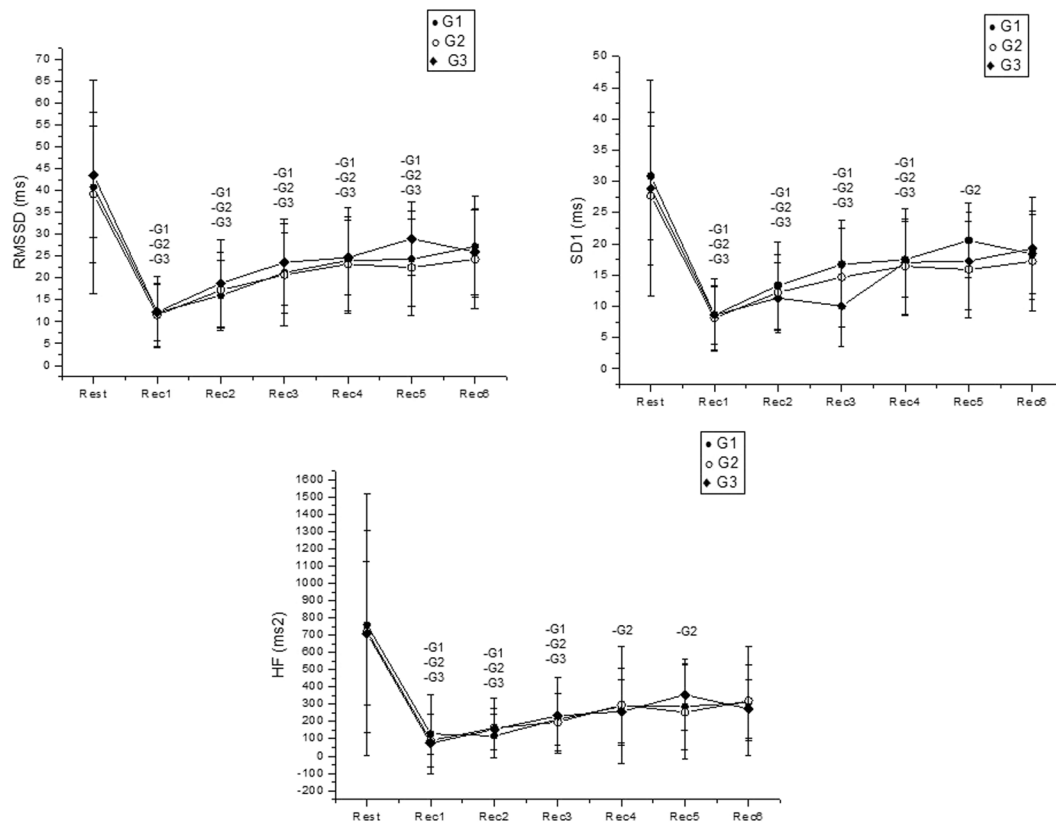 G1
G2
G3
RMSSD (ms)
70
65
60
55
50
45
40
35
30
25
20
15
10
5
0
-G1
-G2
-G3
-G1
-G2
-G3
-G1
-G2
-G3
-G1
-G2
-G3
-G1
-G2
-G3
Rest Rec1 Rec2 Rec3 Rec4 Rec5 Rec6
G1
G2
G3
SD1 (ms)
50
45
40
35
30
25
20
15
10
5
0
-G1
-G2
-G3
-G1
-G2
-G3
-G1
-G2
-G3
-G1
-G2
-G3
-G2
Rest Rec1 Rec2 Rec3 Rec4 Rec5 Rec6
G1
G2
G3
HF (ms2)
1600
1500
1400
1300
1200
1100
1000
900
800
700
600
500
400
300
200
100
0
-100
-200
-G1
-G2
-G3
-G1
-G2
-G3
-G1
-G2
-G3
-G2
-G2
Rest Rec1 Rec2 Rec3 Rec4 Rec5 Rec6